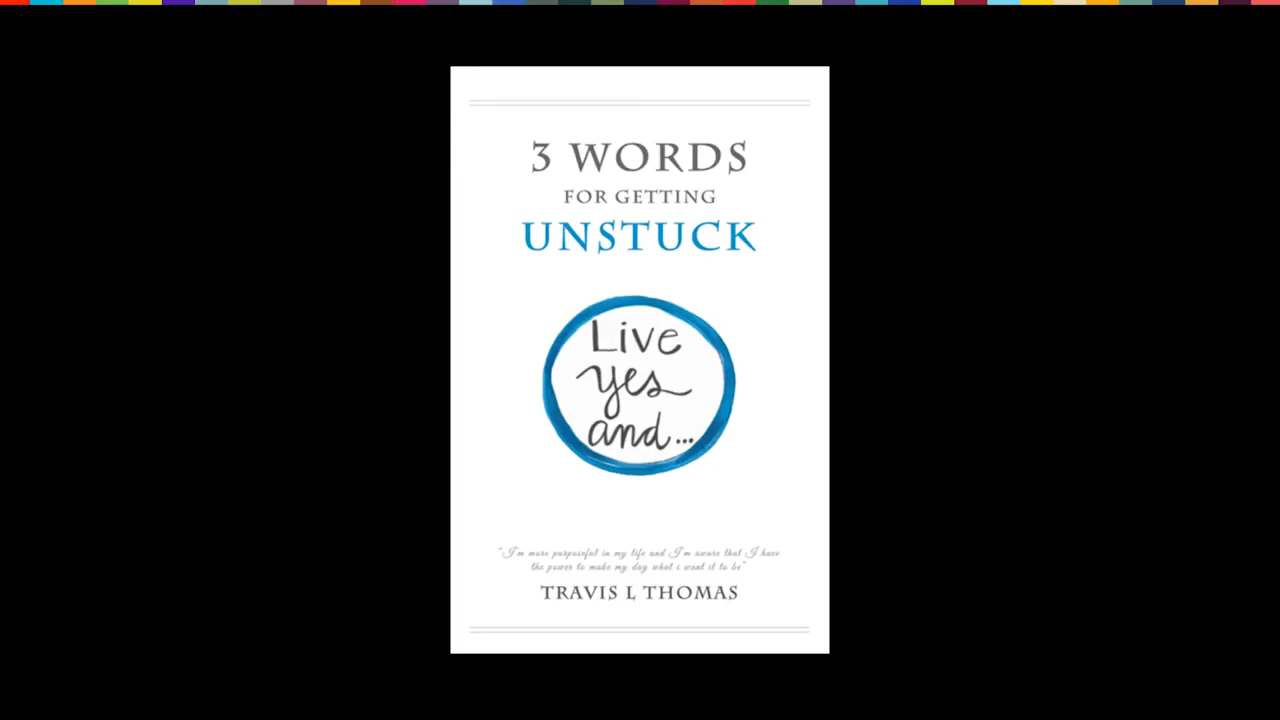 3 WORDS
FOR GETTING
UNSTUCK
Live
yes
and...
"I'm more purposeful in my life and I'm aware that I have
the power to make my day what i want it to be"
TRAVIS L THOMAS